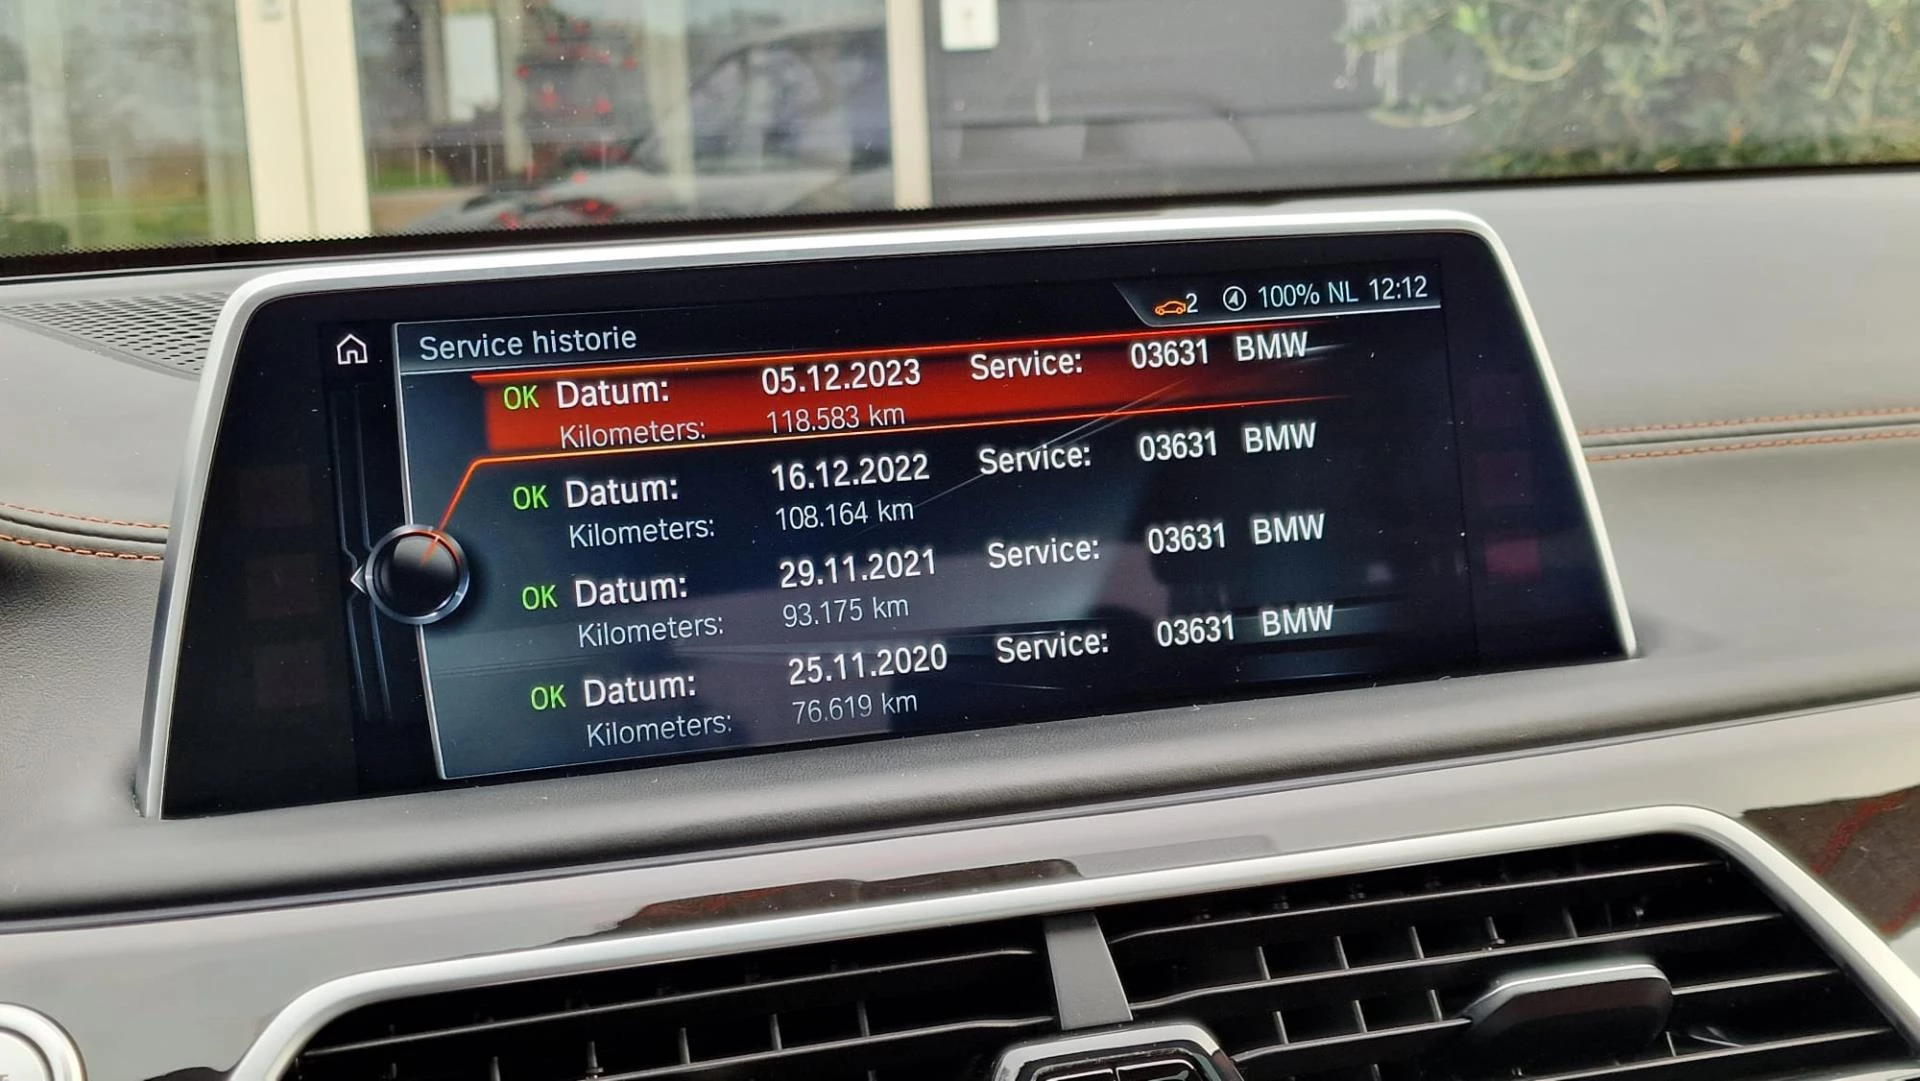 2 100% NL 12:12
Service historie
OK Datum: 05.12.2023 Service: 03631 BMW
Kilometers: 118.583 km
OK Datum: 16.12.2022 Service: 03631 BMW
Kilometers: 108.164 km
OK Datum: 29.11.2021 Service: 03631 BMW
Kilometers: 93.175 km
OK Datum: 25.11.2020 Service: 03631 BMW
Kilometers: 76.619 km